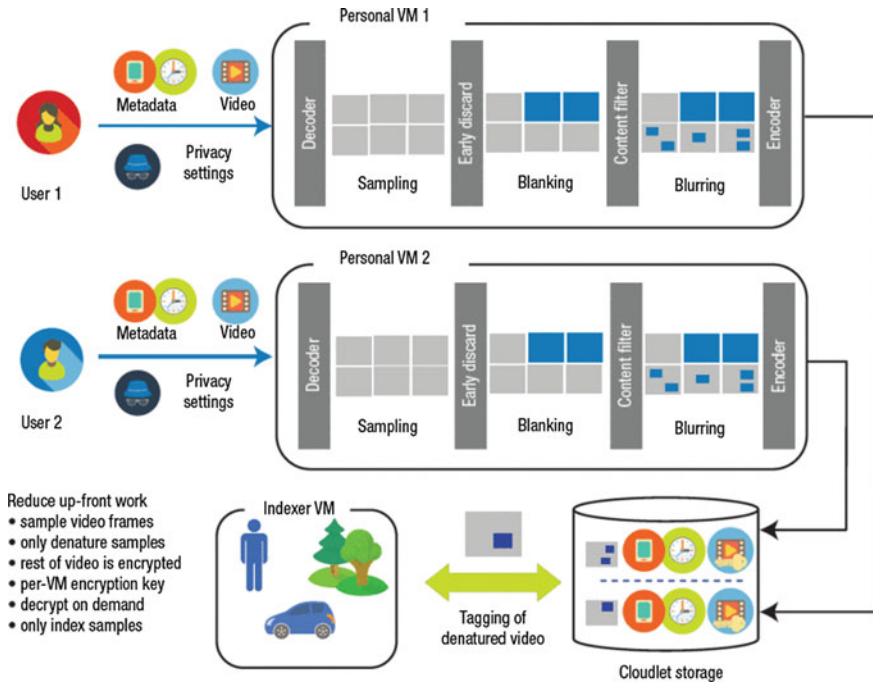 Personal VM 1
Metadata
Video
Privacy
settings
User 1
Decoder
Sampling
Early discard
Blanking
Content filter
Blurring
Encoder
Personal VM 2
Metadata
Video
Privacy
settings
User 2
Decoder
Sampling
Early discard
Blanking
Content filter
Blurring
Encoder
Reduce up-front work
• sample video frames
• only denature samples
• rest of video is encrypted
• per-VM encryption key
• decrypt on demand
• only index samples
Indexer VM
Tagging of
denatured video
Cloudlet storage